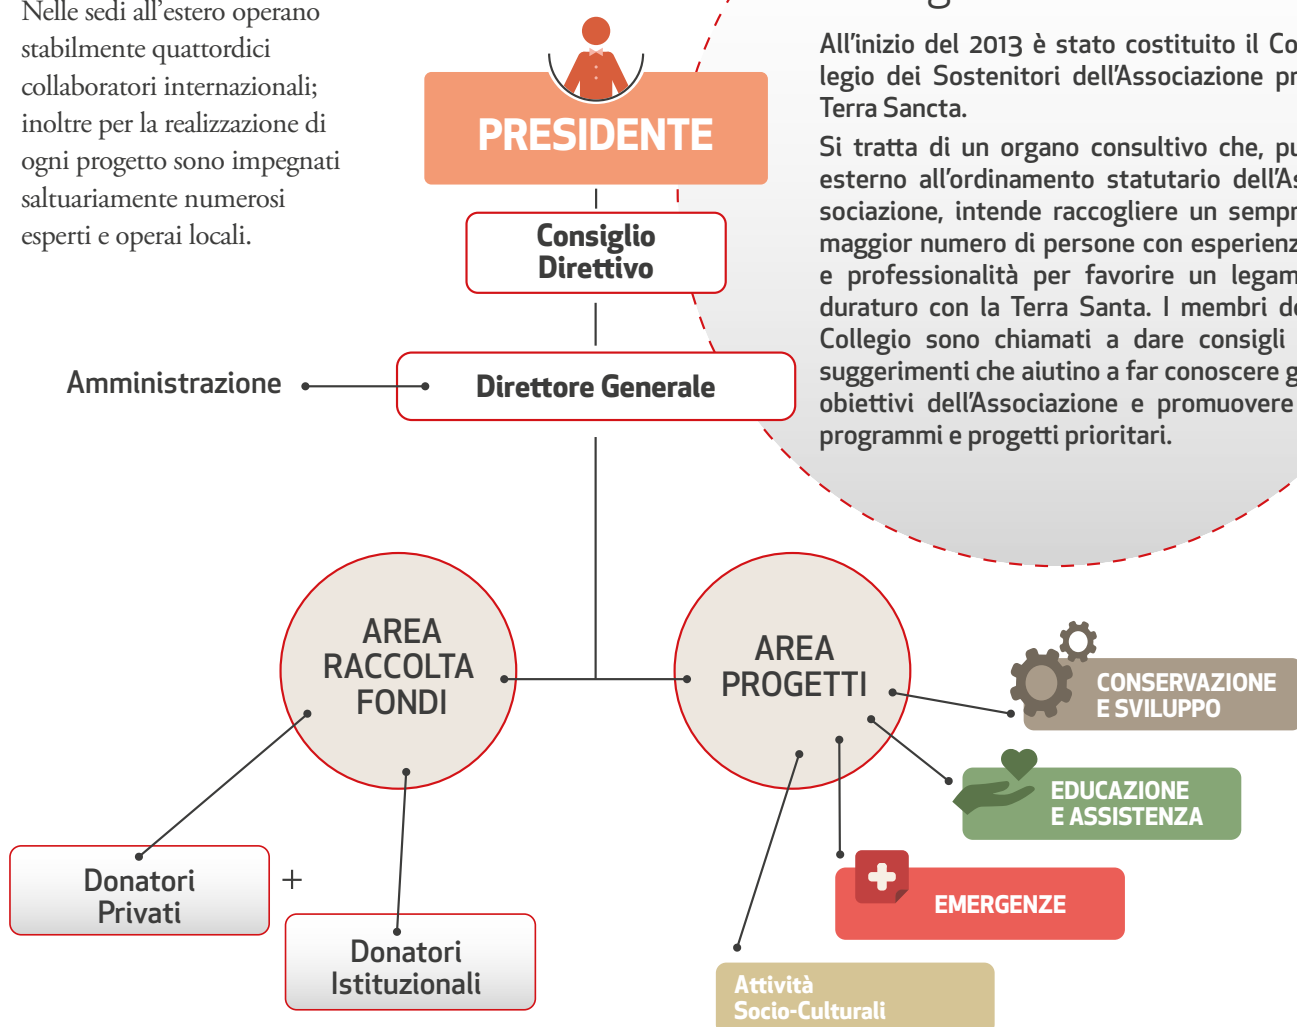 Nelle sedi all'estero operano
stabilmente quattordici
collaboratori internazionali;
inoltre per la realizzazione di
ogni progetto sono impegnati
saltuariamente numerosi
esperti e operai locali.
All'inizio del 2013 è stato costituito il Co
legio dei Sostenitori dell'Associazione pr
Terra Sancta.
Si tratta di un organo consultivo che, pu
esterno all'ordinamento statutario dell'As
sociazione, intende raccogliere un sempr
maggior numero di persone con esperienz
e professionalità per favorire un legam
duraturo con la Terra Santa. I membri de
Collegio sono chiamati a dare consigli
suggerimenti che aiutino a far conoscere g
obiettivi dell'Associazione e promuovere
programmi e progetti prioritari.
PRESIDENTE
Consiglio
Direttivo
Amministrazione
Direttore Generale
AREA
RACCOLTA
FONDI
AREA
PROGETTI
CONSERVAZIONE
E SVILUPPO
EDUCAZIONE
E ASSISTENZA
EMERGENZE
Attività
Socio-Culturali
Donatori
Privati
+
Donatori
Istituzionali